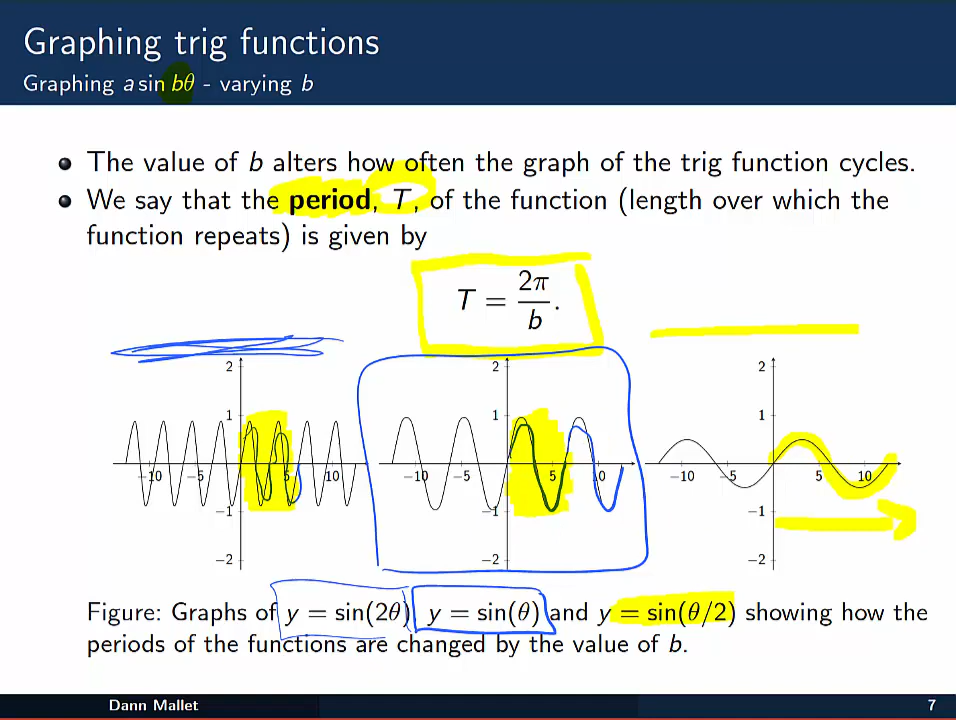 Graphing trig functions
Graphing a sin bθ - varying b
The value of b alters how often the graph of the trig function cycles.
We say that the period, T, of the function (length over which the
function repeats) is given by
T = 2π/b.
2 2 2
1 1 1
−10 −5 5 10 −10 −5 5 10 −10 −5 5 10
−1 −1 −1
−2 −2 −2
Figure: Graphs of y = sin(2θ), y = sin(θ) and y = sin(θ/2) showing how the
periods of the functions are changed by the value of b.
Dann Mallet 7